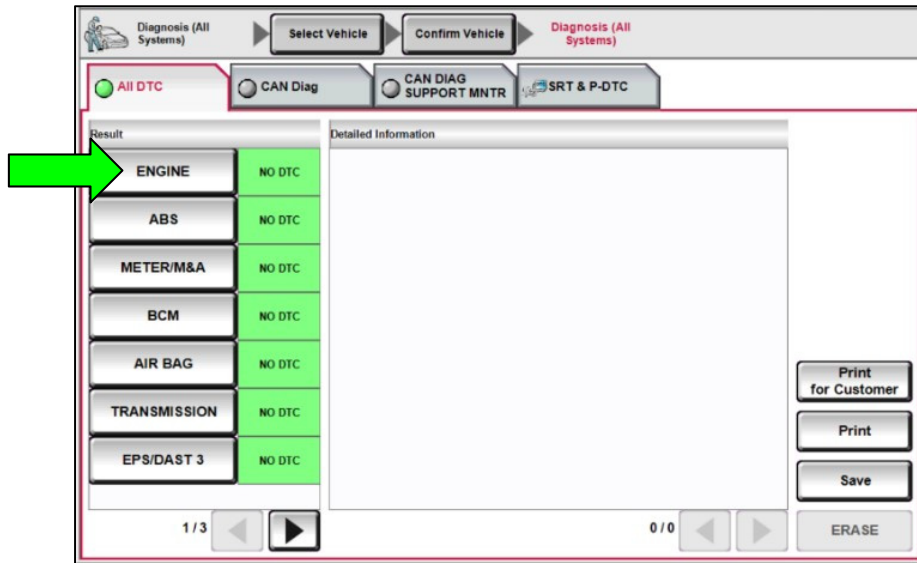 Diagnosis (All
Systems)
Select Vehicle
Confirm Vehicle
Diagnosis (All
Systems)
All DTC
CAN Diag
CAN DIAG
SUPPORT MNTR
SRT & P-DTC
Result
Detailed Information
ENGINE
NO DTC
ABS
NO DTC
METER/M&A
NO DTC
BCM
NO DTC
AIR BAG
NO DTC
TRANSMISSION
NO DTC
EPS/DAST 3
NO DTC
Print
for Customer
Print
Save
1/3
0/0
ERASE